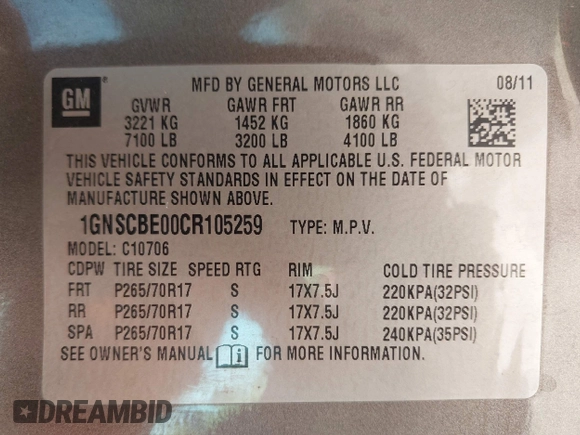 GM
MFD BY GENERAL MOTORS LLC 08/11
GVWR GAWR FRT GAWR RR
3221 KG 1452 KG 1860 KG
7100 LB 3200 LB 4100 LB
THIS VEHICLE CONFORMS TO ALL APPLICABLE U.S. FEDERAL MOTOR
VEHICLE SAFETY STANDARDS IN EFFECT ON THE DATE OF
MANUFACTURE SHOWN ABOVE.
1GNSCBE00CR105259 TYPE: M.P.V.
MODEL: C10706
CDPW TIRE SIZE SPEED RTG RIM COLD TIRE PRESSURE
FRT P265/70R17 S 17X7.5J 220KPA(32PSI)
RR P265/70R17 S 17X7.5J 220KPA(32PSI)
SPA P265/70R17 S 17X7.5J 240KPA(35PSI)
SEE OWNER'S MANUAL i FOR MORE INFORMATION.
DREAMBID